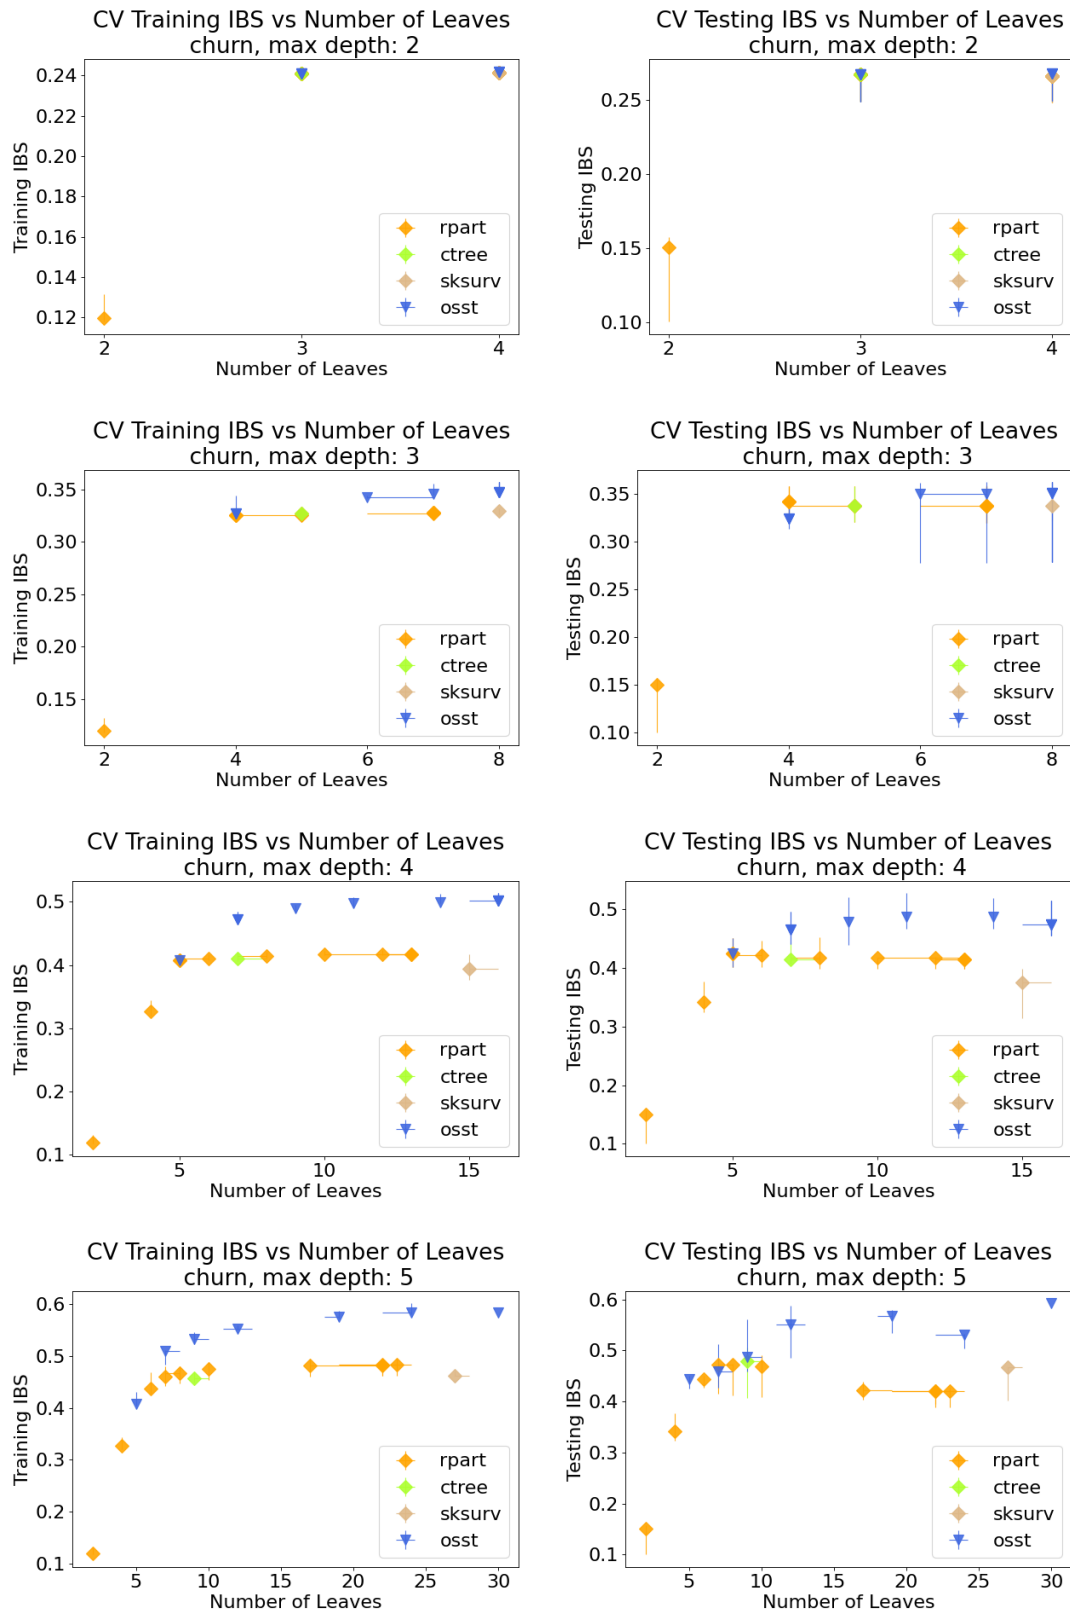 CV Training IBS vs Number of Leaves
churn, max depth: 2
0.24
0.22
0.20
0.18
0.16
0.14
0.12
Training IBS
rpart
ctree
sksurv
osst
2
3
4
Number of Leaves
CV Testing IBS vs Number of Leaves
churn, max depth: 2
0.25
0.20
0.15
0.10
Testing IBS
rpart
ctree
sksurv
osst
2
3
4
Number of Leaves
CV Training IBS vs Number of Leaves
churn, max depth: 3
0.35
0.30
0.25
0.20
0.15
Training IBS
rpart
ctree
sksurv
osst
2
4
6
8
Number of Leaves
CV Testing IBS vs Number of Leaves
churn, max depth: 3
0.35
0.30
0.25
0.20
0.15
0.10
Testing IBS
rpart
ctree
sksurv
osst
2
4
6
8
Number of Leaves
CV Training IBS vs Number of Leaves
churn, max depth: 4
0.5
0.4
0.3
0.2
0.1
Training IBS
rpart
ctree
sksurv
osst
5
10
15
Number of Leaves
CV Testing IBS vs Number of Leaves
churn, max depth: 4
0.5
0.4
0.3
0.2
0.1
Testing IBS
rpart
ctree
sksurv
osst
5
10
15
Number of Leaves
CV Training IBS vs Number of Leaves
churn, max depth: 5
0.6
0.5
0.4
0.3
0.2
0.1
Training IBS
rpart
ctree
sksurv
osst
5
10
15
20
25
30
Number of Leaves
CV Testing IBS vs Number of Leaves
churn, max depth: 5
0.6
0.5
0.4
0.3
0.2
0.1
Testing IBS
rpart
ctree
sksurv
osst
5
10
15
20
25
30
Number of Leaves